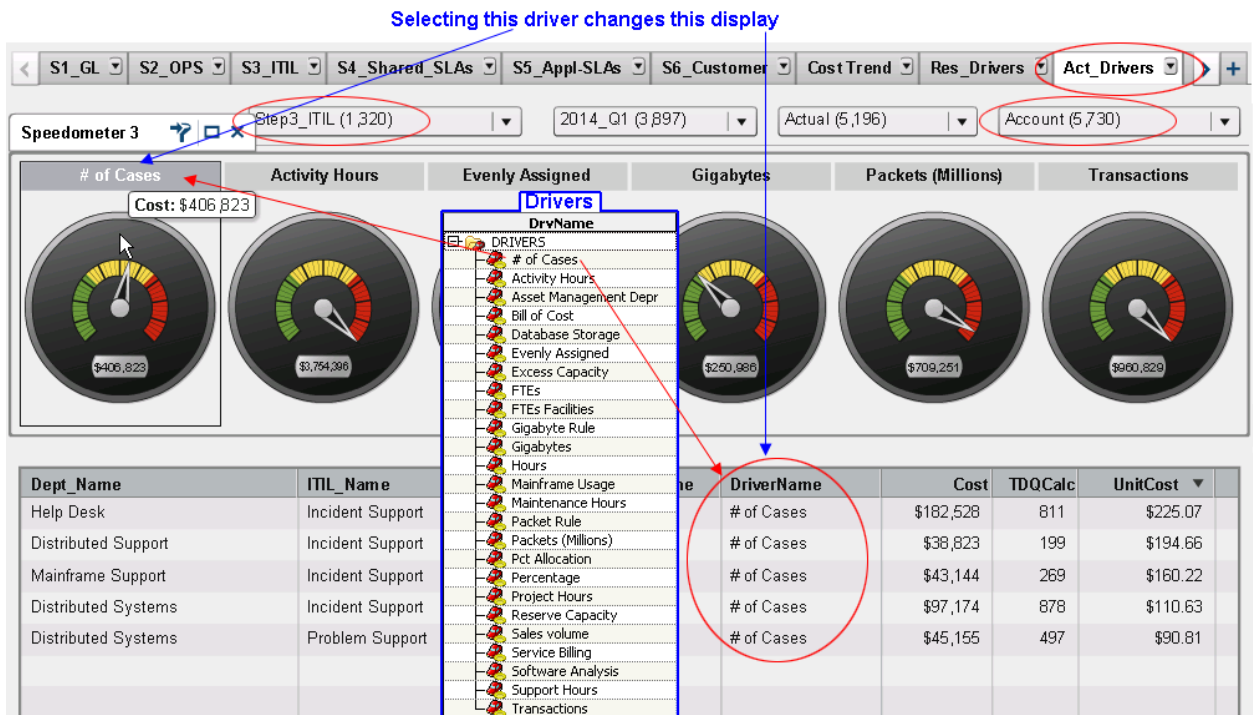 Selecting this driver changes this display
S1_GL S2_OPS S3_ITIL S4_Shared_SLAs S5_Appl-SLAs S6_Customer Cost Trend Res_Drivers Act_Drivers +
Speedometer 3
Step3_ITIL (1,320) 2014_Q1 (3,897) Actual (5,196) Account (5,730)
# of Cases Activity Hours Evenly Assigned Gigabytes Packets (Millions) Transactions
Cost: $406,823
$406,823 $3,754,396 $250,986 $709,251 $960,829
Drivers
DrvName
DRIVERS
# of Cases
Activity Hours
Asset Management Depr
Bill of Cost
Database Storage
Evenly Assigned
Excess Capacity
FTEs
FTEs Facilities
Gigabyte Rule
Gigabytes
Hours
Mainframe Usage
Maintenance Hours
Packet Rule
Packets (Millions)
Pct Allocation
Percentage
Project Hours
Reserve Capacity
Sales volume
Service Billing
Software Analysis
Support Hours
Transactions
Dept_Name ITIL_Name DriverName Cost TDQCalc UnitCost
Help Desk Incident Support # of Cases $182,528 811 $225.07
Distributed Support Incident Support # of Cases $38,823 199 $194.66
Mainframe Support Incident Support # of Cases $43,144 269 $160.22
Distributed Systems Incident Support # of Cases $97,174 878 $110.63
Distributed Systems Problem Support # of Cases $45,155 497 $90.81